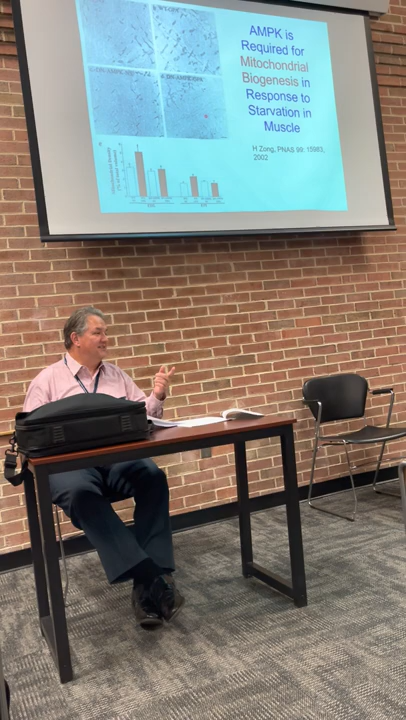 AMPK is
Required for
Mitochondrial
Biogenesis in
Response to
Starvation in
Muscle
H Zong, PNAS 99: 15983,
2002